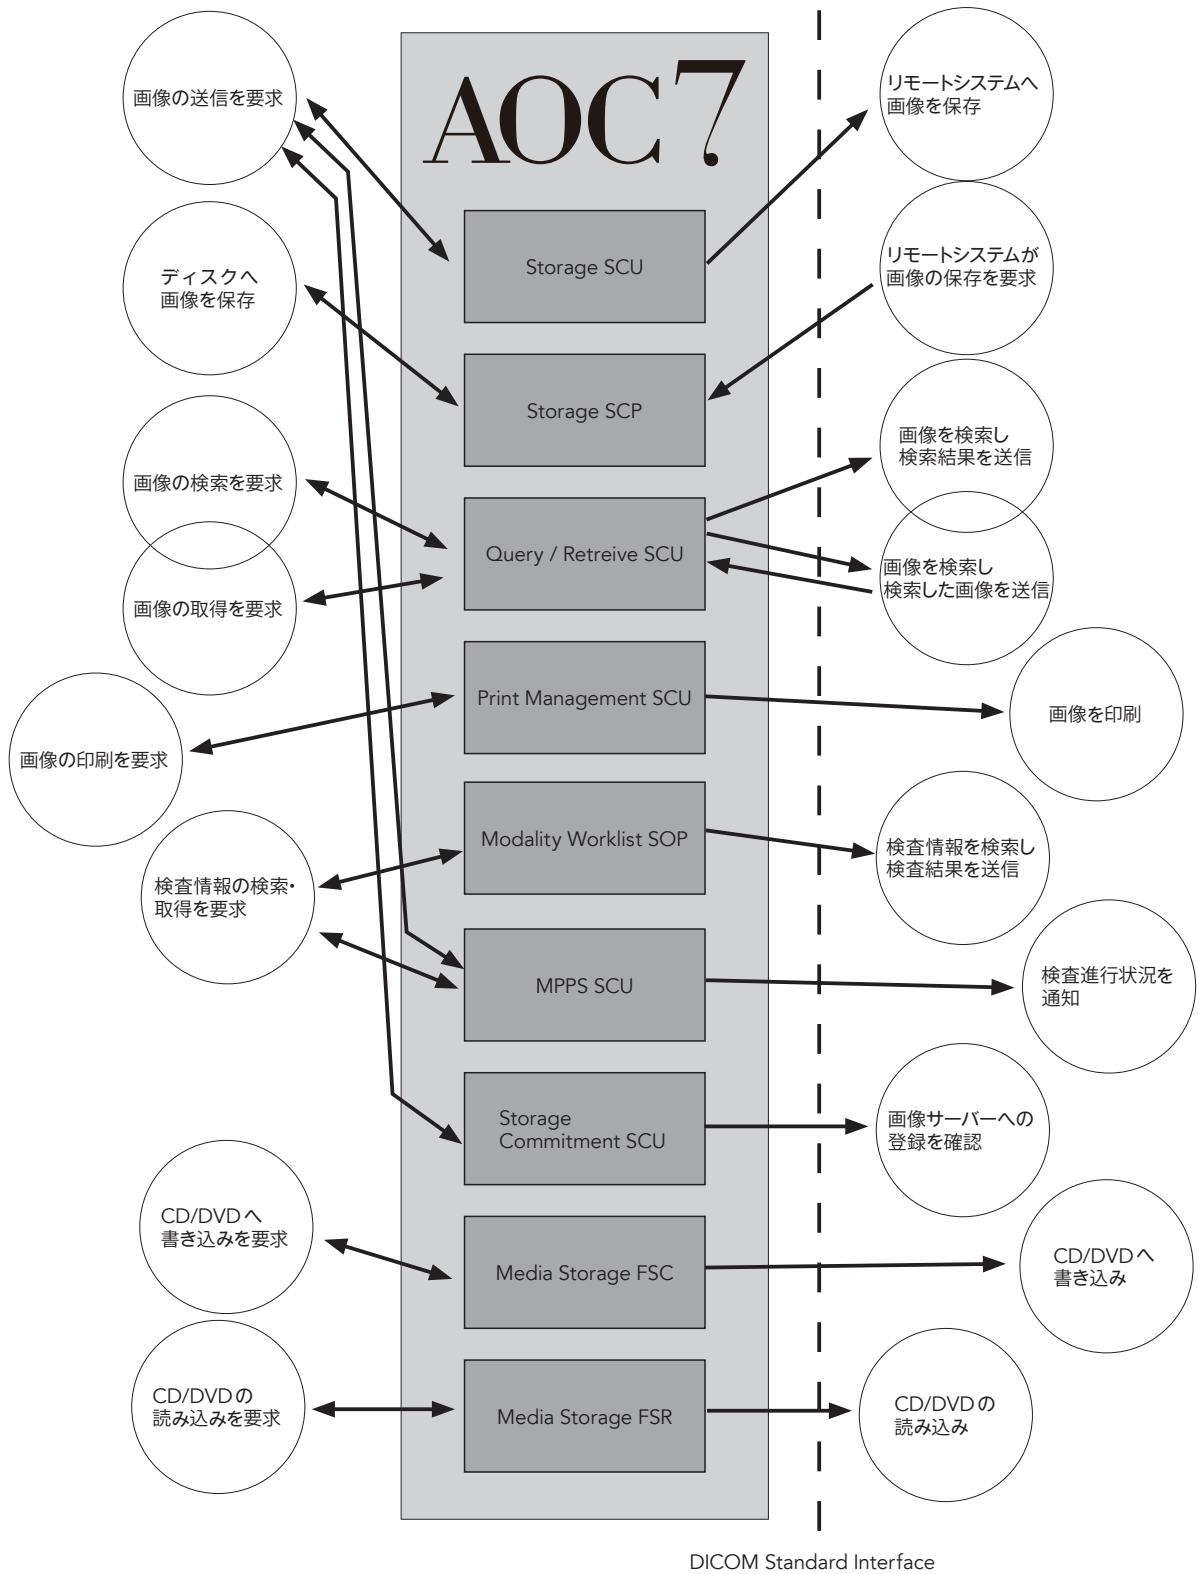 AOC7
画像の送信を要求
リモートシステムへ
画像を保存
Storage SCU
ディスクへ
画像を保存
リモートシステムが
画像の保存を要求
Storage SCP
画像の検索を要求
画像を検索し
検索結果を送信
Query / Retreive SCU
画像の取得を要求
画像を検索し
検索した画像を送信
Print Management SCU
画像の印刷を要求
画像を印刷
Modality Worklist SOP
検査情報の検索・
取得を要求
検査情報を検索し
検査結果を送信
MPPS SCU
検査進行状況を
通知
Storage
Commitment SCU
画像サーバーへの
登録を確認
CD/DVDへ
書き込みを要求
Media Storage FSC
CD/DVDへ
書き込み
CD/DVDの
読み込みを要求
Media Storage FSR
CD/DVDの
読み込み
DICOM Standard Interface